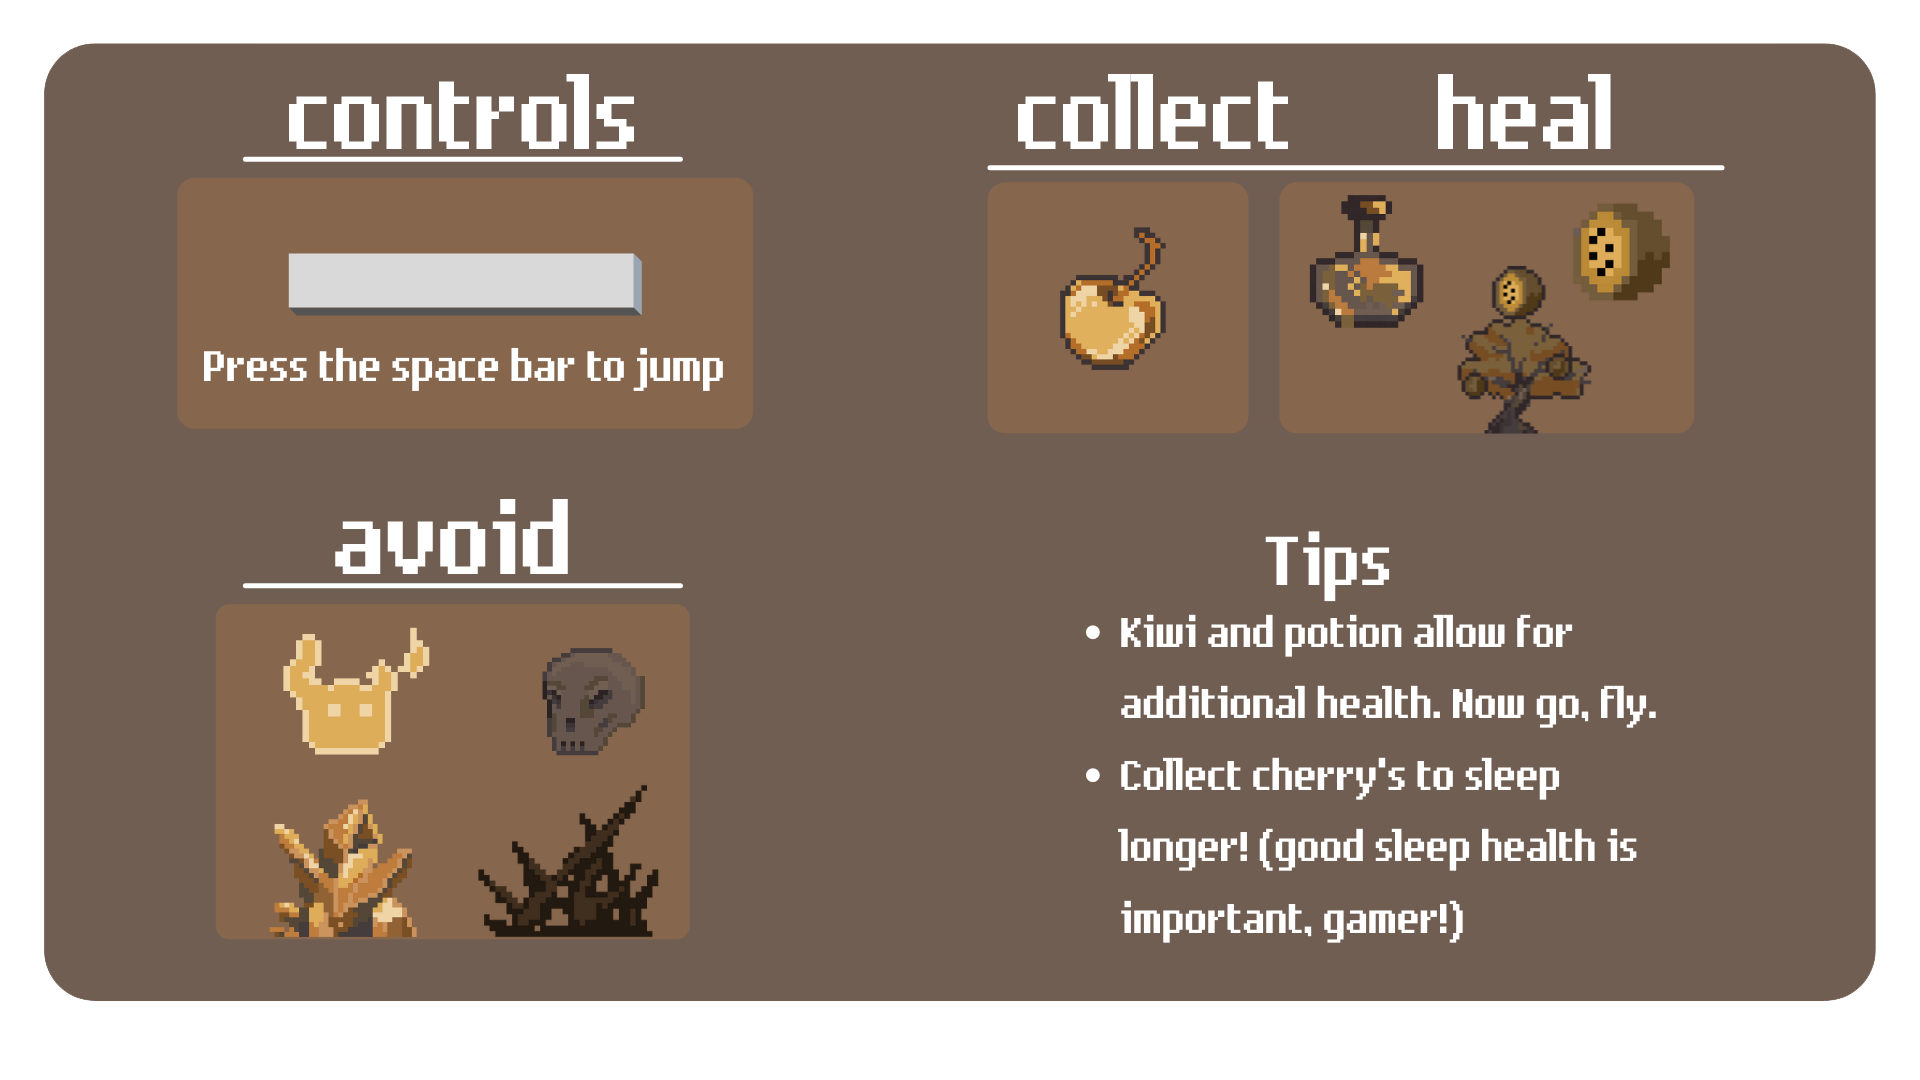 controls
Press the space bar to jump
collect heal
avoid
Tips
• Kiwi and potion allow for
additional health. Now go, fly.
• Collect cherry's to sleep
longer! (good sleep health is
important, gamer!)